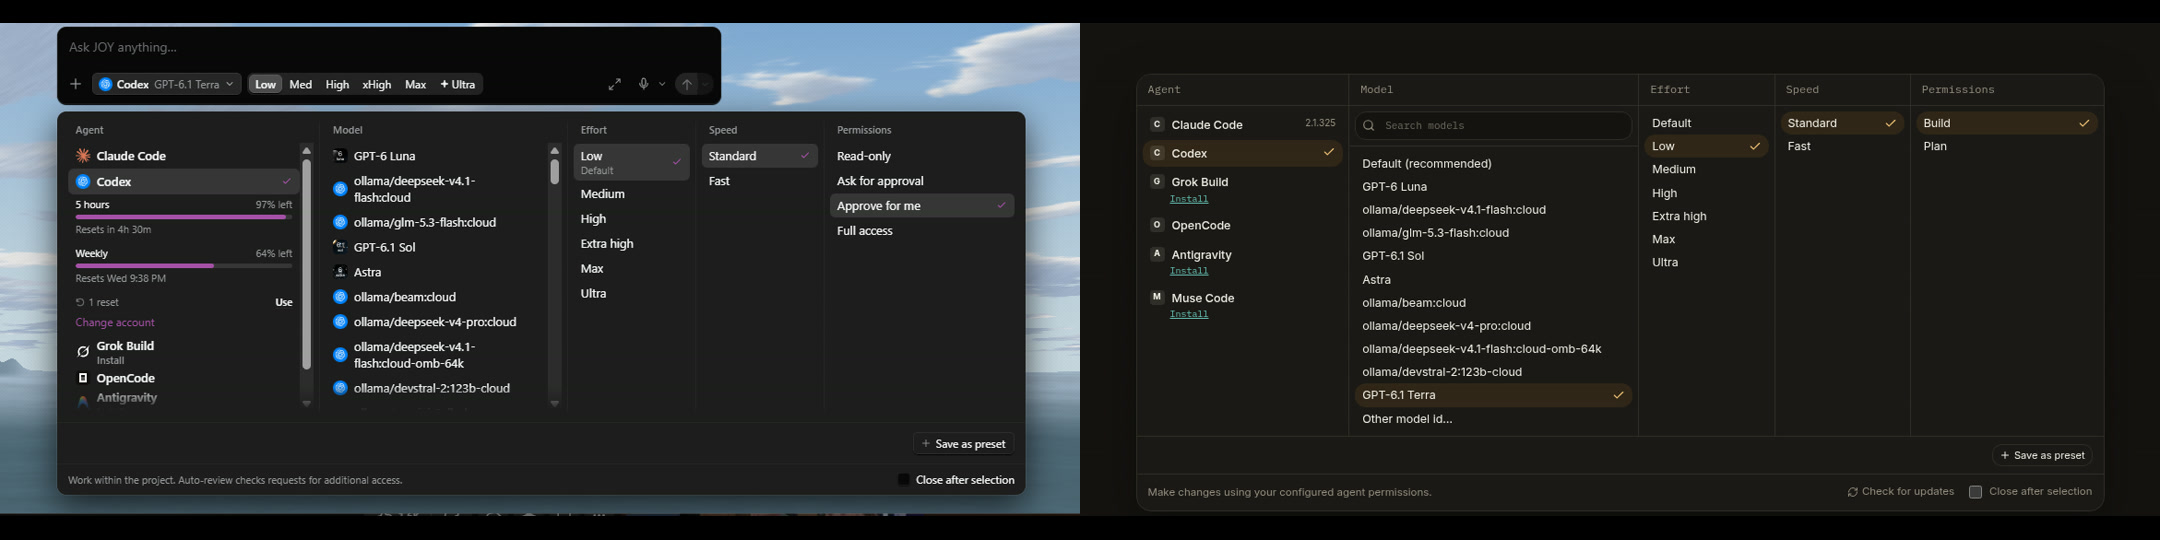 Ask JOY anything...
Codex GPT-6.1 Terra
Low Med High xHigh Max Ultra
Agent
Claude Code
Codex
5 hours 97% left
Resets in 4h 30m
Weekly 64% left
Resets Wed 9:38 PM
1 reset Use
Change account
Grok Build
Install
OpenCode
Antigravity
Model
GPT-6 Luna
ollama/deepseek-v4.1-
flash:cloud
ollama/glm-5.3-flash:cloud
GPT-6.1 Sol
Astra
ollama/beam:cloud
ollama/deepseek-v4-pro:cloud
ollama/deepseek-v4.1-
flash:cloud-omb-64k
ollama/devstral-2:123b-cloud
Effort
Low
Default
Medium
High
Extra high
Max
Ultra
Speed
Standard
Fast
Permissions
Read-only
Ask for approval
Approve for me
Full access
+ Save as preset
Work within the project. Auto-review checks requests for additional access.
Close after selection
Agent
C Claude Code 2.1.325
C Codex
G Grok Build
Install
O OpenCode
A Antigravity
Install
M Muse Code
Install
Model
Search models
Default (recommended)
GPT-6 Luna
ollama/deepseek-v4.1-flash:cloud
ollama/glm-5.3-flash:cloud
GPT-6.1 Sol
Astra
ollama/beam:cloud
ollama/deepseek-v4-pro:cloud
ollama/deepseek-v4.1-flash:cloud-omb-64k
ollama/devstral-2:123b-cloud
GPT-6.1 Terra
Other model id...
Effort
Default
Low
Medium
High
Extra high
Max
Ultra
Speed
Standard
Fast
Permissions
Build
Plan
+ Save as preset
Make changes using your configured agent permissions.
Check for updates
Close after selection